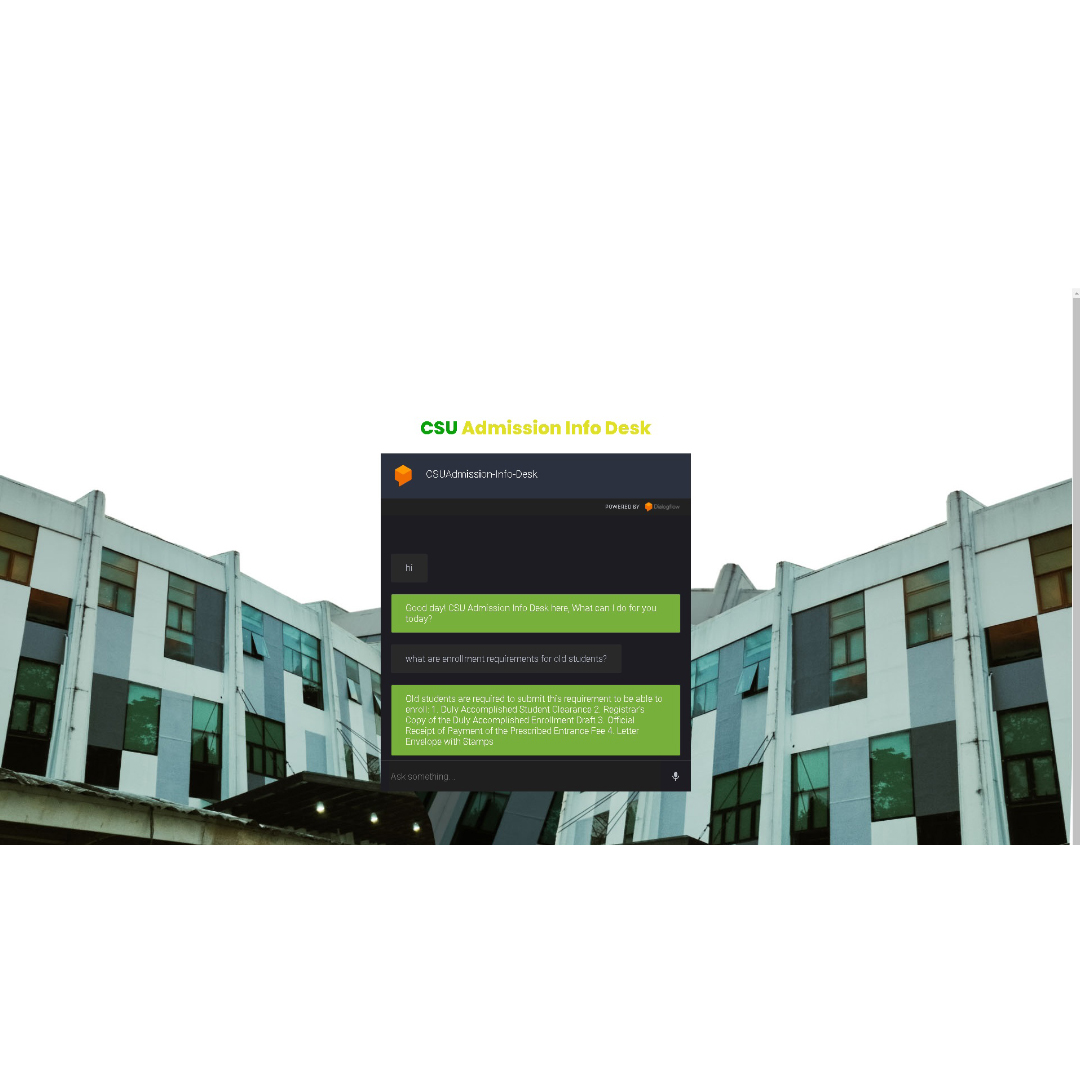 CSU Admission Info Desk
CSUAdmission-Info-Desk
POWERED BY Dialogflow
hi
Good day! CSU Admission Info Desk here, What can I do for you
today?
what are enrollment requirements for old students?
Old students are required to submit this requirement to be able to
enroll: 1. Duly Accomplished Student Clearance 2. Registrar's
Copy of the Duly Accomplished Enrollment Draft 3. Official
Receipt of Payment of the Prescribed Entrance Fee 4. Letter
Envelope with Stamps
Ask something...